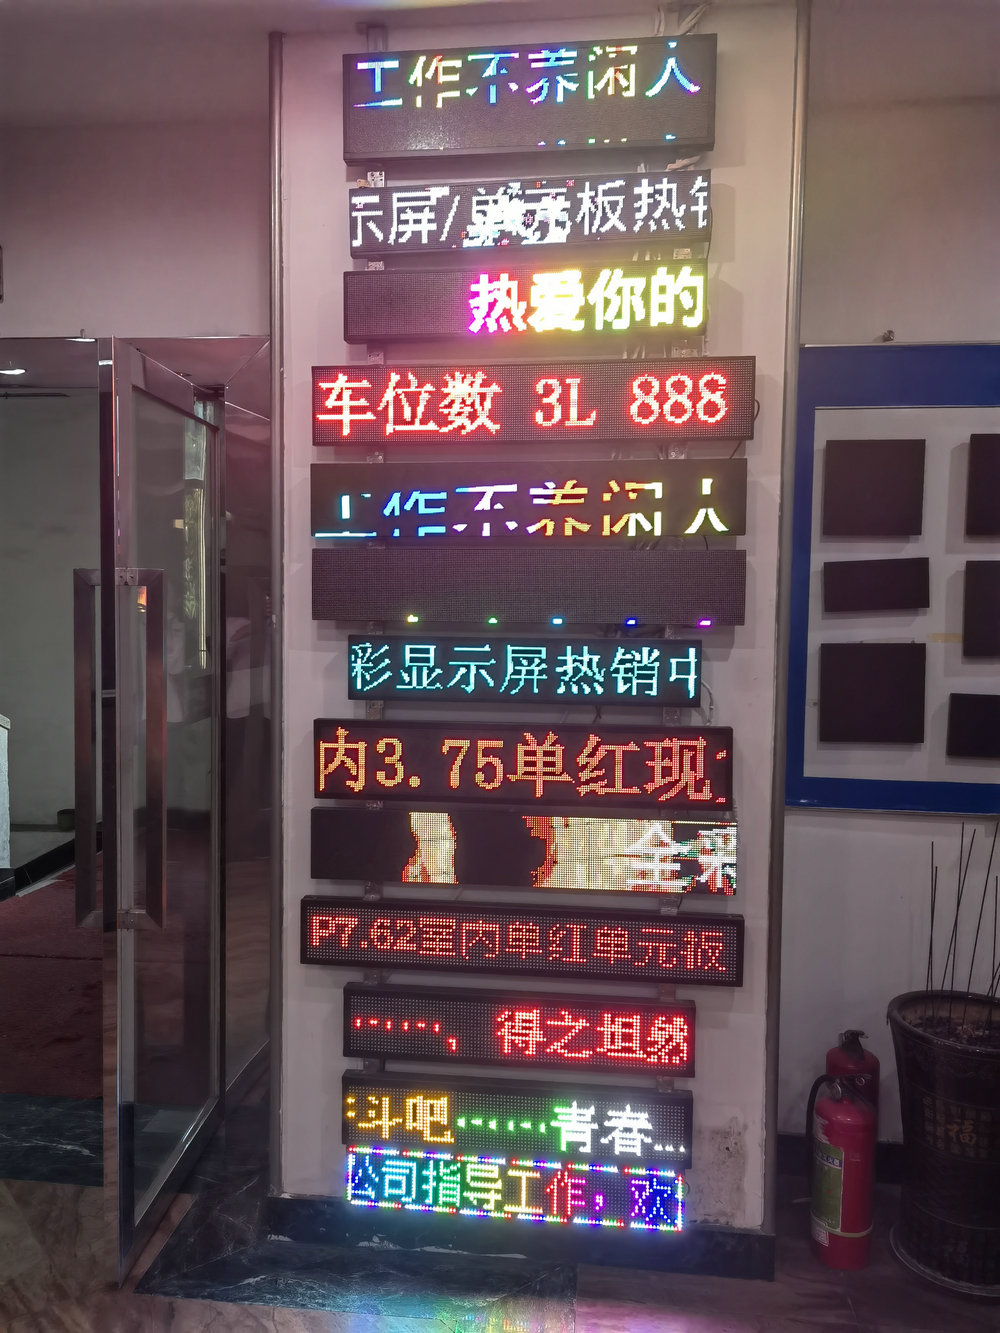 工作不养闲人
示屏/单元板热销
热爱你的
车位数 3L 888
工作不养闲人
彩显示屏热销中
内3.75单红现
全彩
P7.62室内单红单元板
……，得之坦然
斗吧……青春...
公司指导工作，欢
福